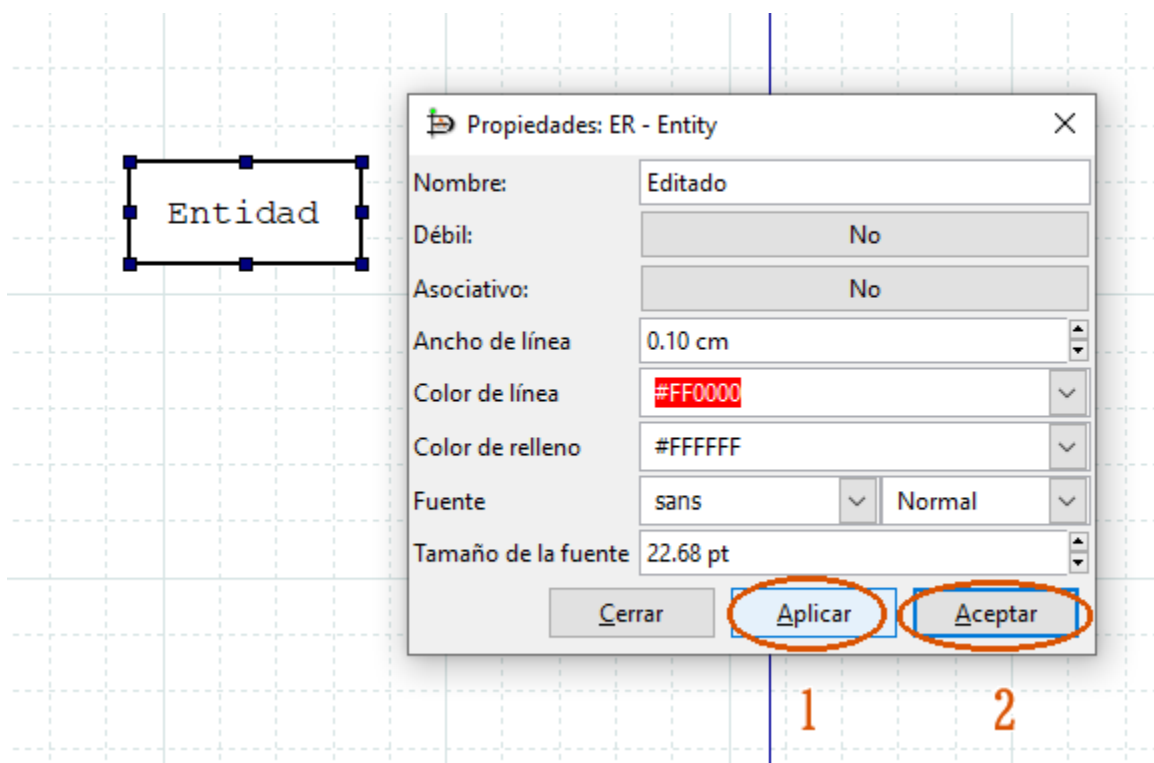 Propiedades: ER - Entity
Entidad
Nombre: Editado
Débil: No
Asociativo: No
Ancho de línea 0.10 cm
Color de línea #FF0000
Color de relleno #FFFFFF
Fuente sans Normal
Tamaño de la fuente 22.68 pt
Cerrar Aplicar Aceptar
1 2